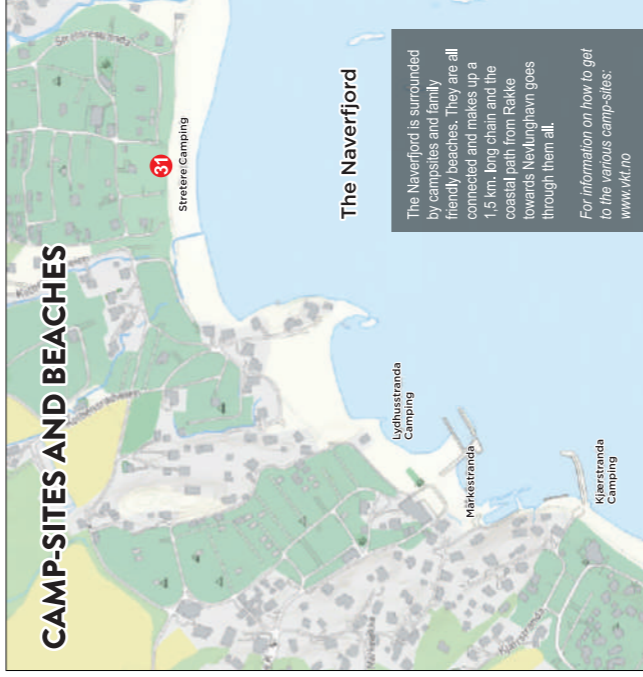 CAMP-SITES AND BEACHES
Stretereveianda
31
Stretere Camping
The Naverfjord
The Naverfjord is surrounded
by campsites and family
friendly beaches. They are all
connected and makes up a
1,5 km. long chain and the
coastal path from Rakke
towards Nevlunghavn goes
through them all.
For information on how to get
to the various camp-sites:
www.vkt.no
Lydhusstranda
Camping
Mårkestranda
Kjærstranda
Camping
Kjærstranda